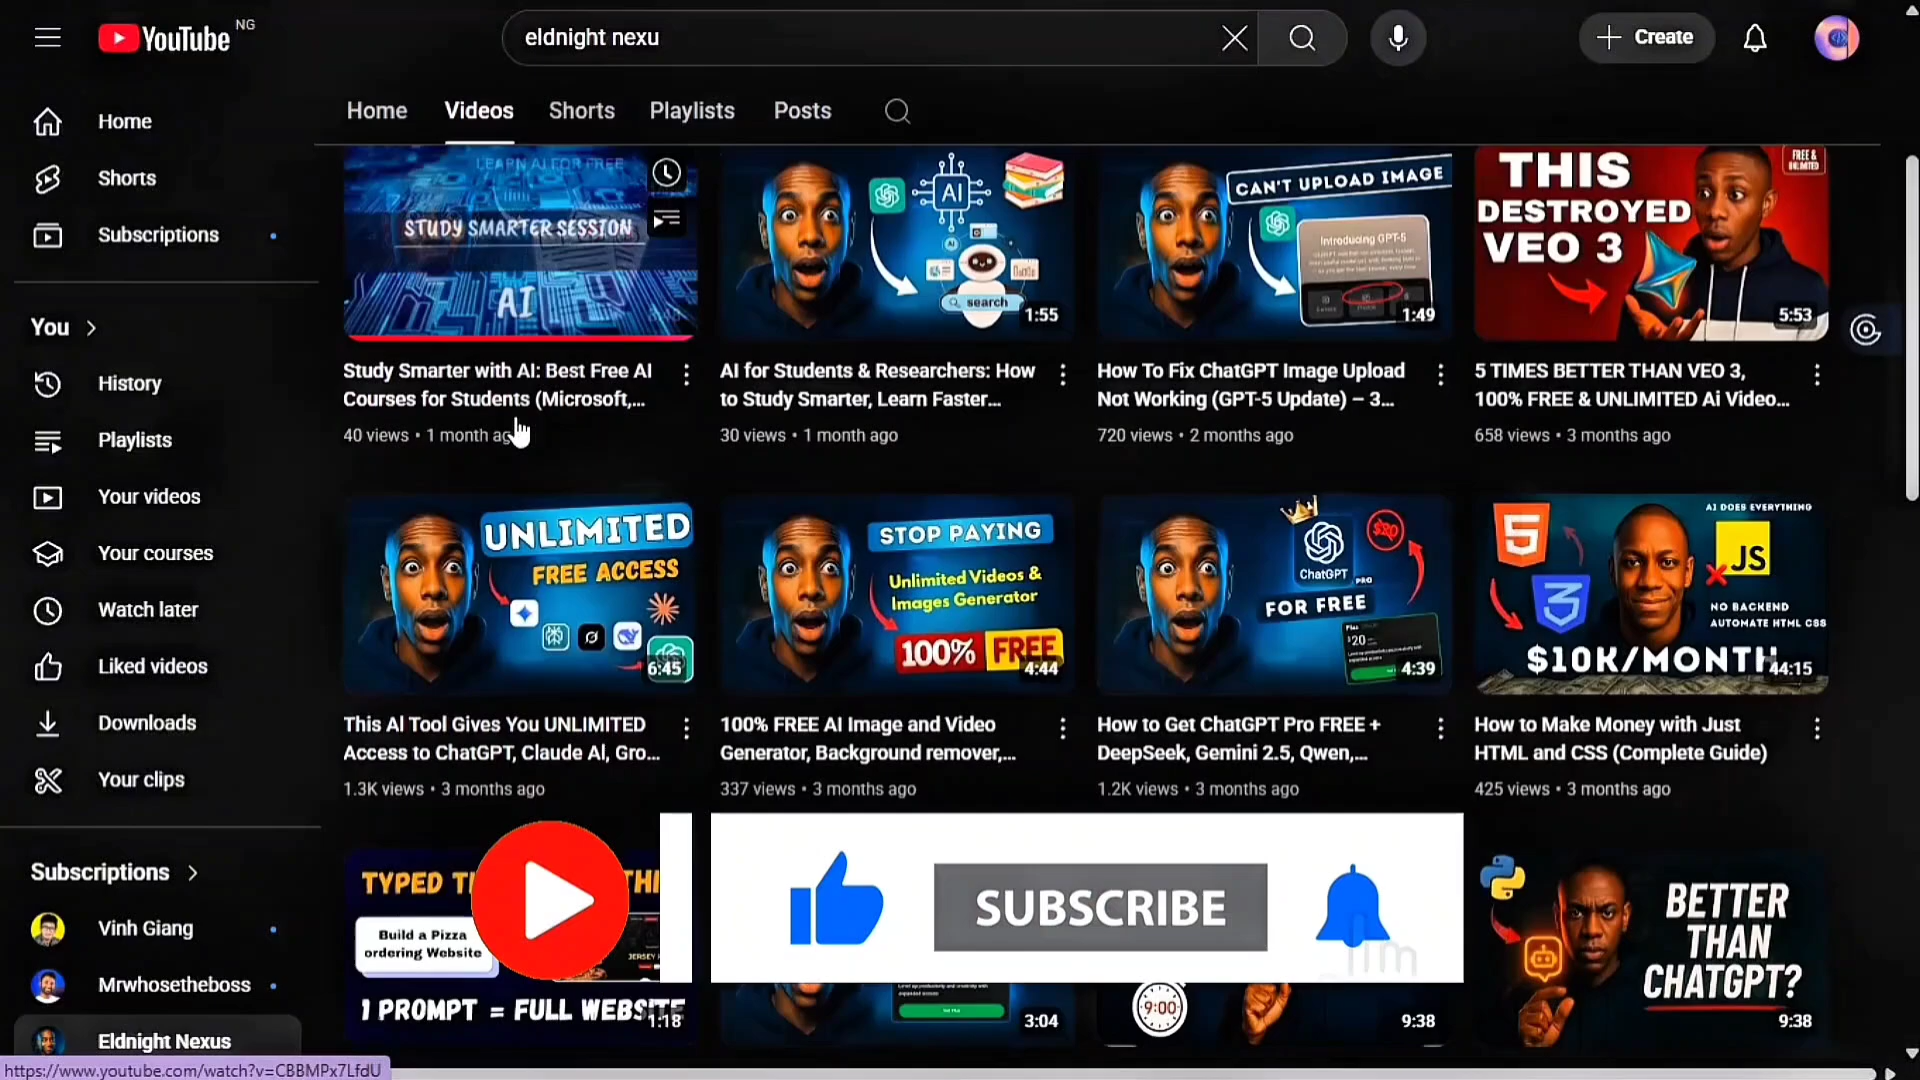 YouTube NG
eldnight nexu
Create
Home
Shorts
Subscriptions
You
History
Playlists
Your videos
Your courses
Watch later
Liked videos
Downloads
Your clips
Subscriptions
Vinh Giang
Mrwhosetheboss
Eldnight Nexus
Home Videos Shorts Playlists Posts
LEARN AI FOR FREE
STUDY SMARTER SESSION
AI
Study Smarter with AI: Best Free AI
Courses for Students (Microsoft,...
40 views • 1 month ag
AI
search
1:55
AI for Students & Researchers: How
to Study Smarter, Learn Faster...
30 views • 1 month ago
CAN'T UPLOAD IMAGE
Introducing GPT-5
1:49
How To Fix ChatGPT Image Upload
Not Working (GPT-5 Update) – 3...
720 views • 2 months ago
THIS
DESTROYED
VEO 3
FREE &
UNLIMITED
5:53
5 TIMES BETTER THAN VEO 3,
100% FREE & UNLIMITED Ai Video...
658 views • 3 months ago
UNLIMITED
FREE ACCESS
6:45
This Al Tool Gives You UNLIMITED
Access to ChatGPT, Claude Al, Gro...
1.3K views • 3 months ago
STOP PAYING
Unlimited Videos &
Images Generator
100% FREE
4:44
100% FREE AI Image and Video
Generator, Background remover,...
337 views • 3 months ago
ChatGPT PRO
$20
FOR FREE
Plus
$20
4:39
How to Get ChatGPT Pro FREE +
DeepSeek, Gemini 2.5, Qwen,...
1.2K views • 3 months ago
5
3
AI DOES EVERYTHING
JS
NO BACKEND
AUTOMATE HTML CSS
$10K/MONTH
44:15
How to Make Money with Just
HTML and CSS (Complete Guide)
425 views • 3 months ago
TYPED
Build a Pizza
ordering Website
JERSEY
1 PROMPT = FULL WEBSITE
1:18
SUBSCRIBE
3:04
9:00
9:38
BETTER
THAN
CHATGPT?
9:38
https://www.youtube.com/watch?v=CBBMPx7LfdU